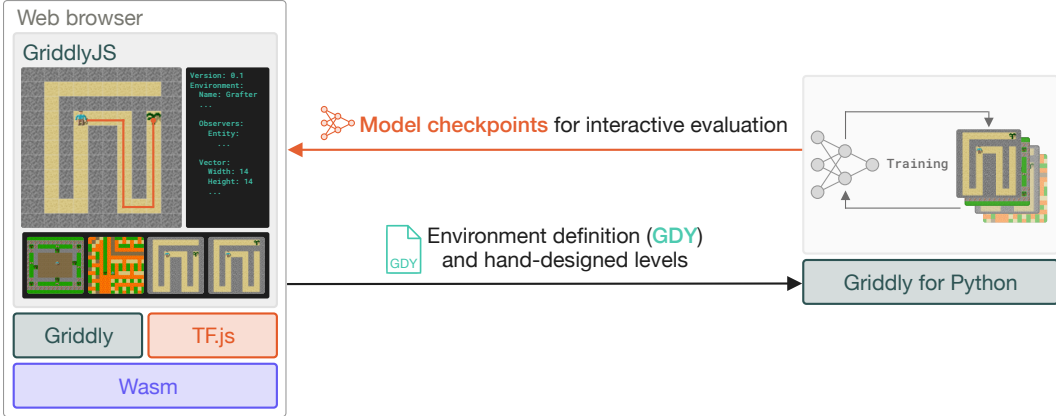 Web browser
GriddlyJS
Version: 0.1
Environment:
Name: Grafter
...
Observers:
Entity:
...
Vector:
Width: 14
Height: 14
...
Griddly
TF.js
Wasm
Model checkpoints for interactive evaluation
GDY
Environment definition (GDY)
and hand-designed levels
Training
Griddly for Python